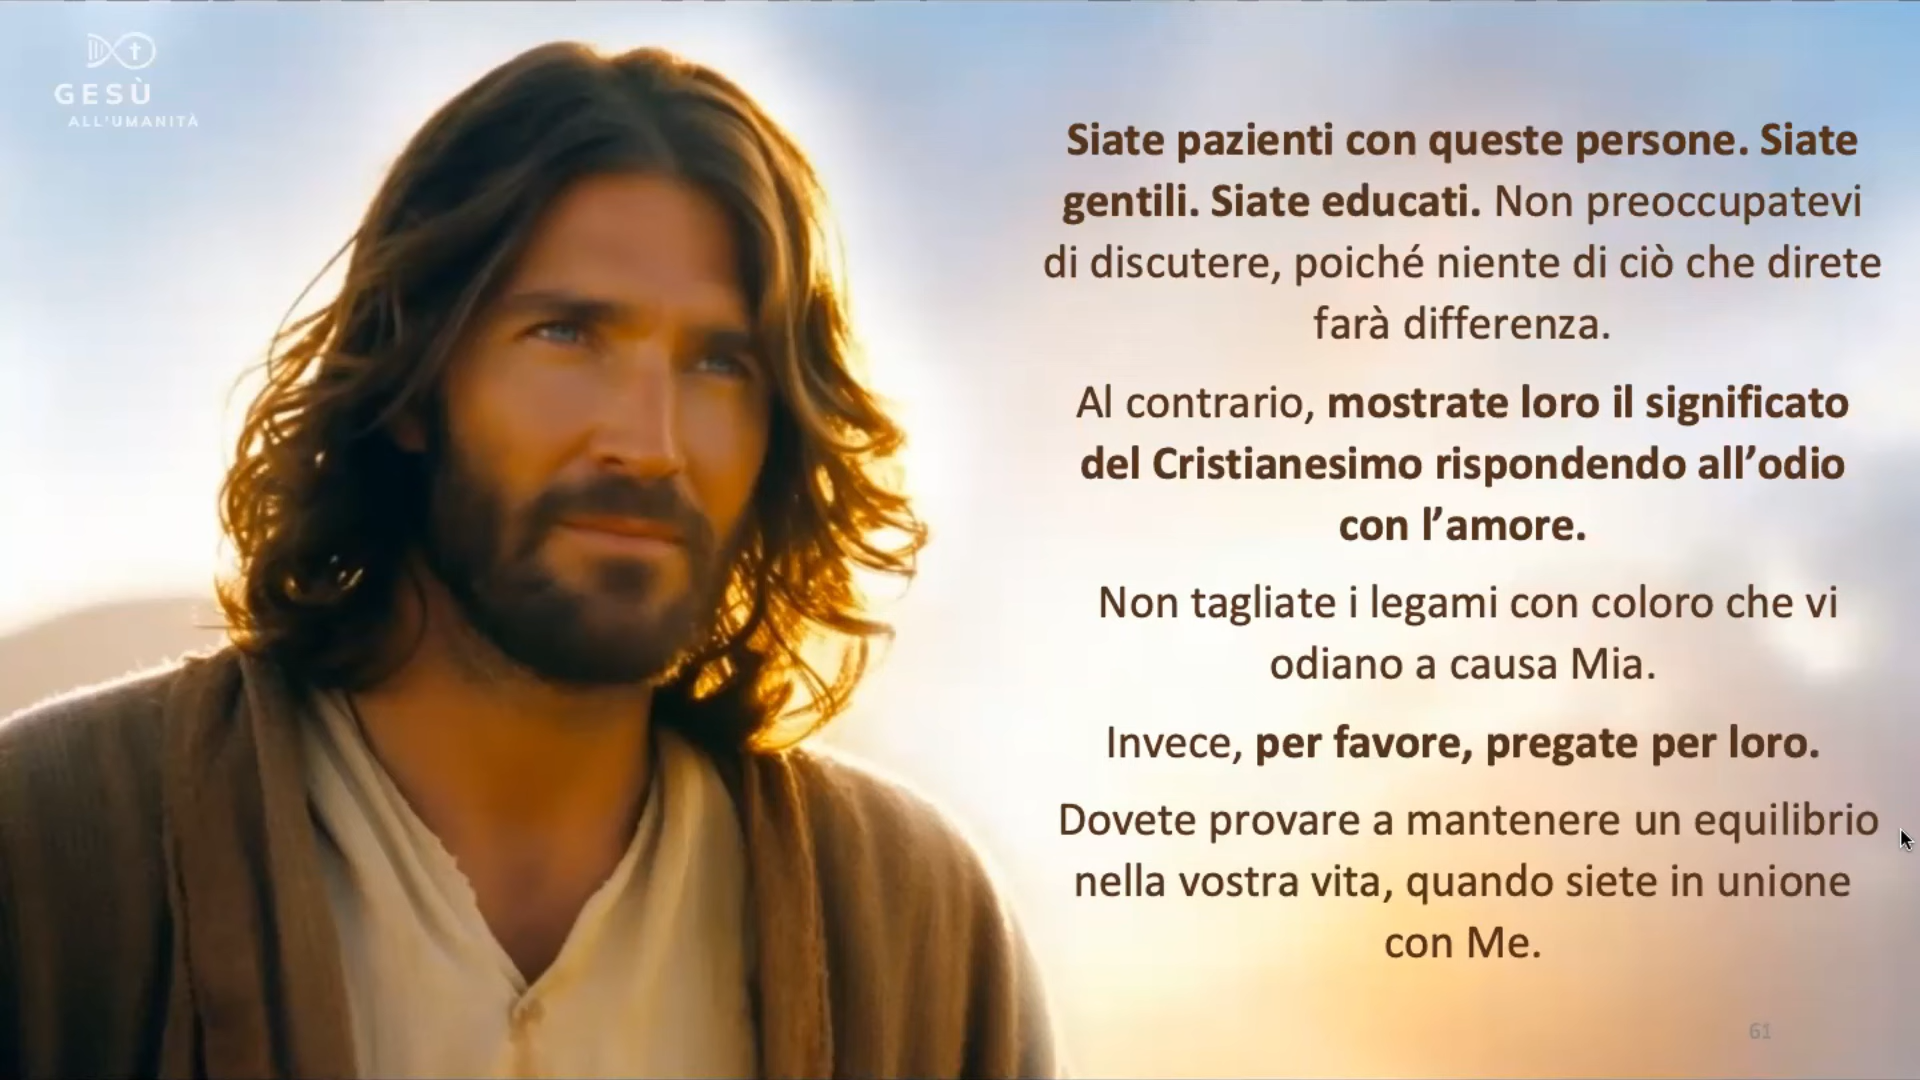 GESÙ
ALL'UMANITÀ
Siate pazienti con queste persone. Siate
gentili. Siate educati. Non preoccupatevi
di discutere, poiché niente di ciò che direte
farà differenza.
Al contrario, mostrate loro il significato
del Cristianesimo rispondendo all’odio
con l’amore.
Non tagliate i legami con coloro che vi
odiano a causa Mia.
Invece, per favore, pregate per loro.
Dovete provare a mantenere un equilibrio
nella vostra vita, quando siete in unione
con Me.
61